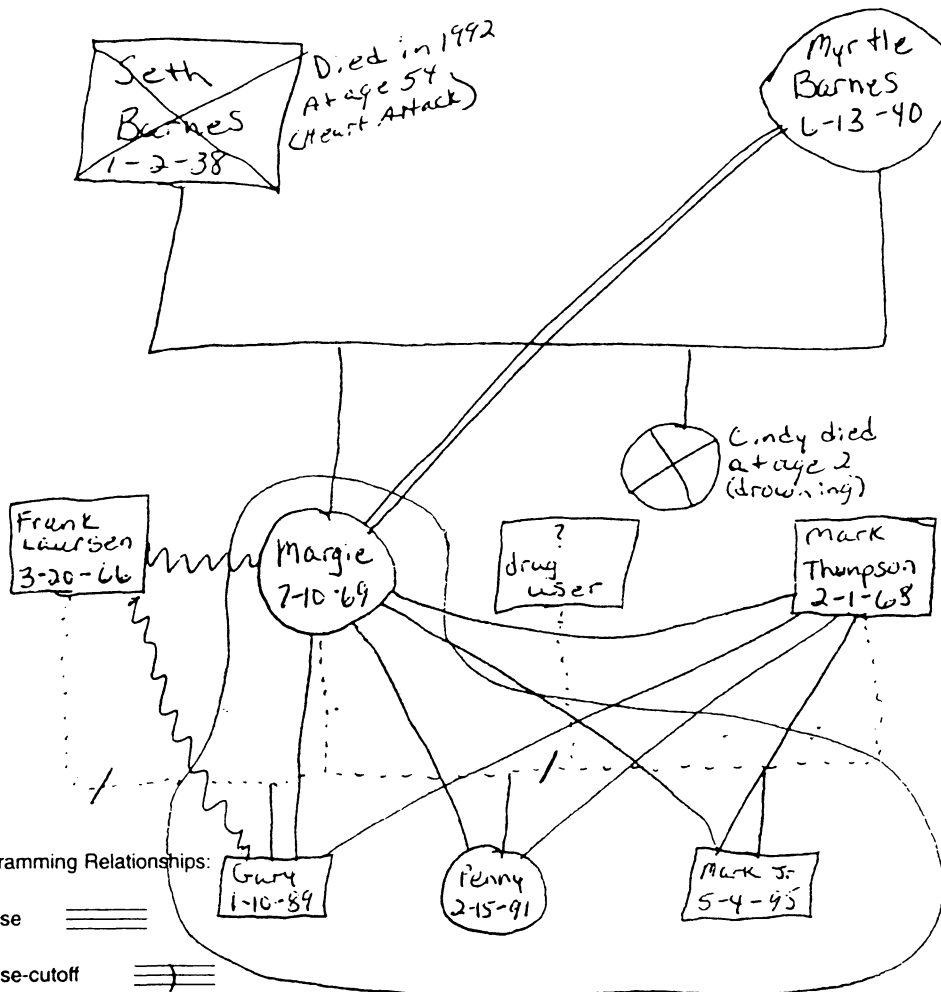 Seth
Barnes
1-2-38
Died in 1992
At age 54
(Heart Attack)
Myrtle
Barnes
6-13-40
Cindy died
at age 2
(drowning)
Frank
Laursen
3-20-66
Margie
7-10-69
?
drug
user
Mark
Thompson
2-1-68
ramming Relationships:
Gary
1-10-89
Penny
2-15-91
Mark Jr.
5-4-95
se
se-cutoff